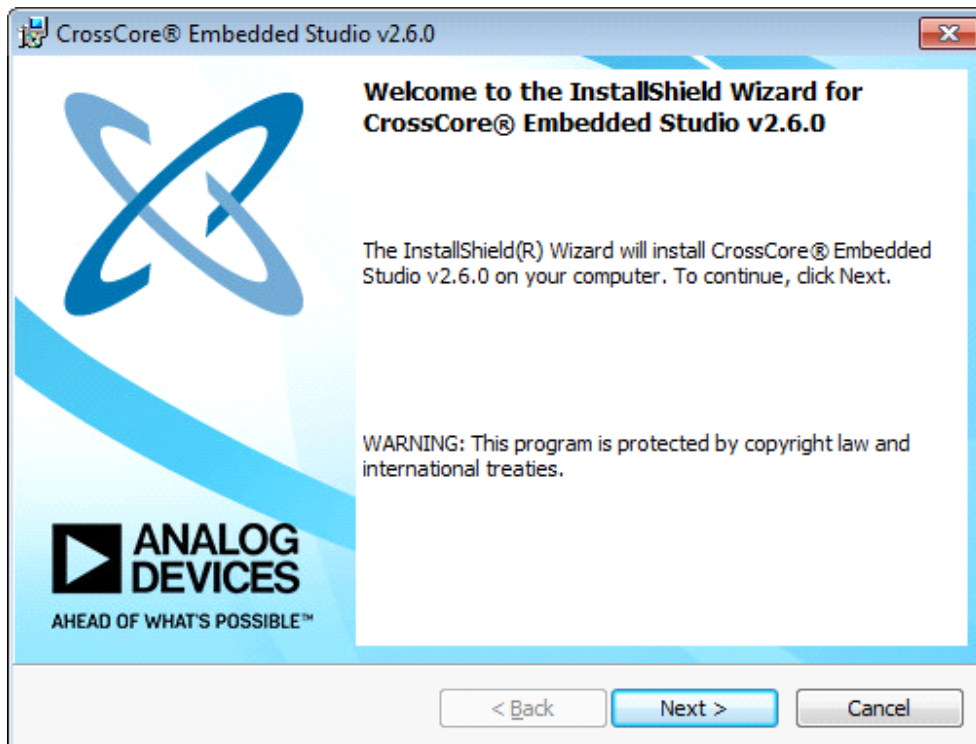 CrossCore® Embedded Studio v2.6.0
Welcome to the InstallShield Wizard for
CrossCore® Embedded Studio v2.6.0
The InstallShield(R) Wizard will install CrossCore® Embedded
Studio v2.6.0 on your computer. To continue, click Next.
WARNING: This program is protected by copyright law and
international treaties.
ANALOG
DEVICES
AHEAD OF WHAT'S POSSIBLE™
< Back Next > Cancel